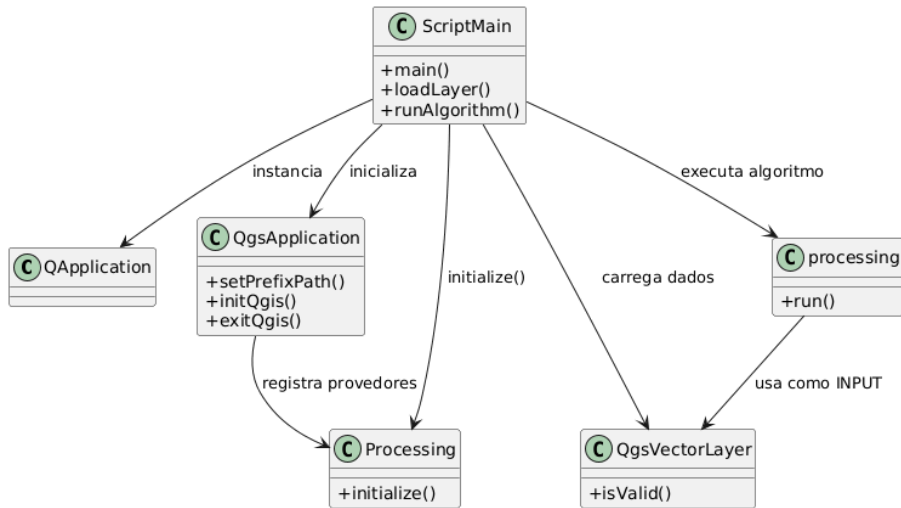 C ScriptMain
+main()
+loadLayer()
+runAlgorithm()
instancia
inicializa
executa algoritmo
C QApplication
C QgsApplication
+setPrefixPath()
+initQgis()
+exitQgis()
initialize()
carrega dados
C processing
+run()
registra provedores
usa como INPUT
C Processing
+initialize()
C QgsVectorLayer
+isValid()